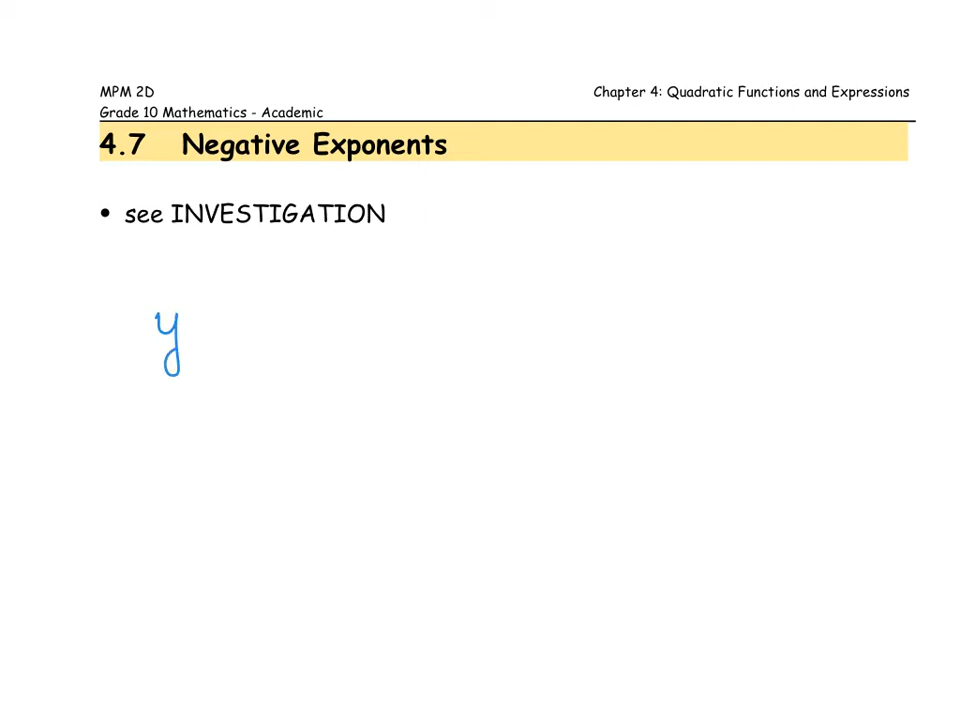 MPM 2D
Chapter 4: Quadratic Functions and Expressions
Grade 10 Mathematics - Academic
4.7 Negative Exponents
• see INVESTIGATION
y